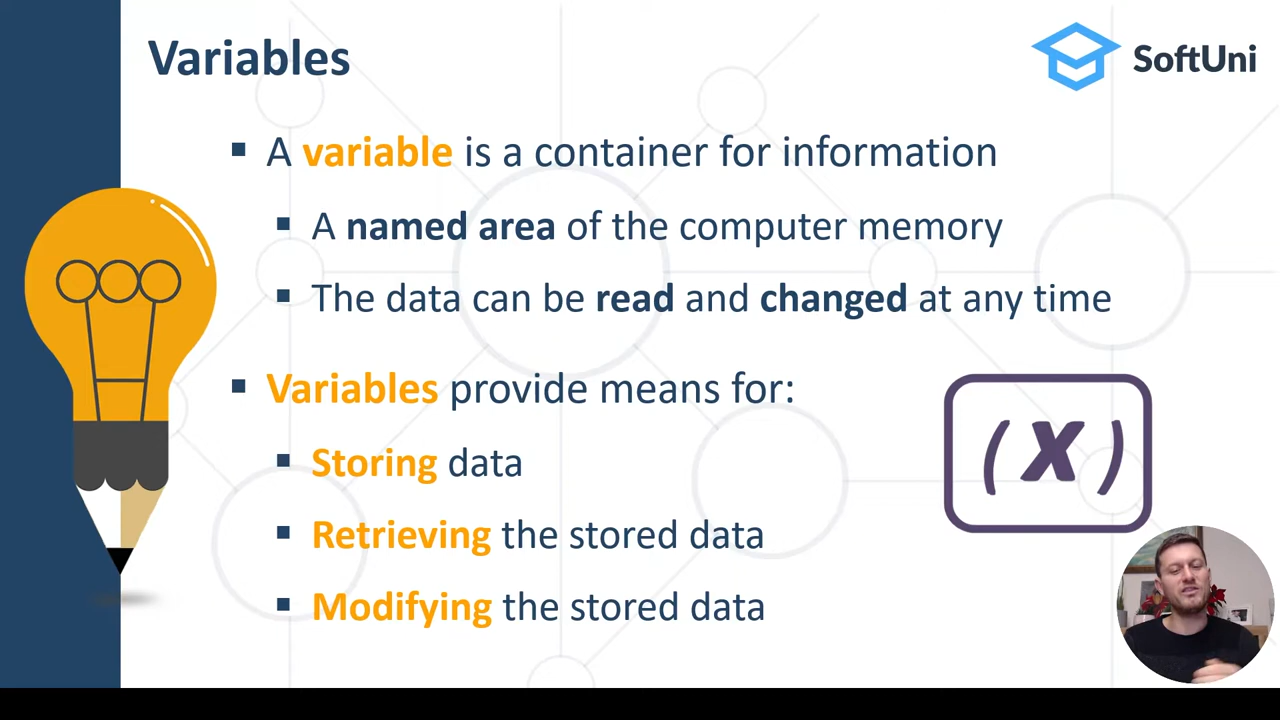 Variables
SoftUni
A variable is a container for information
A named area of the computer memory
The data can be read and changed at any time
Variables provide means for:
Storing data
Retrieving the stored data
Modifying the stored data
(x)